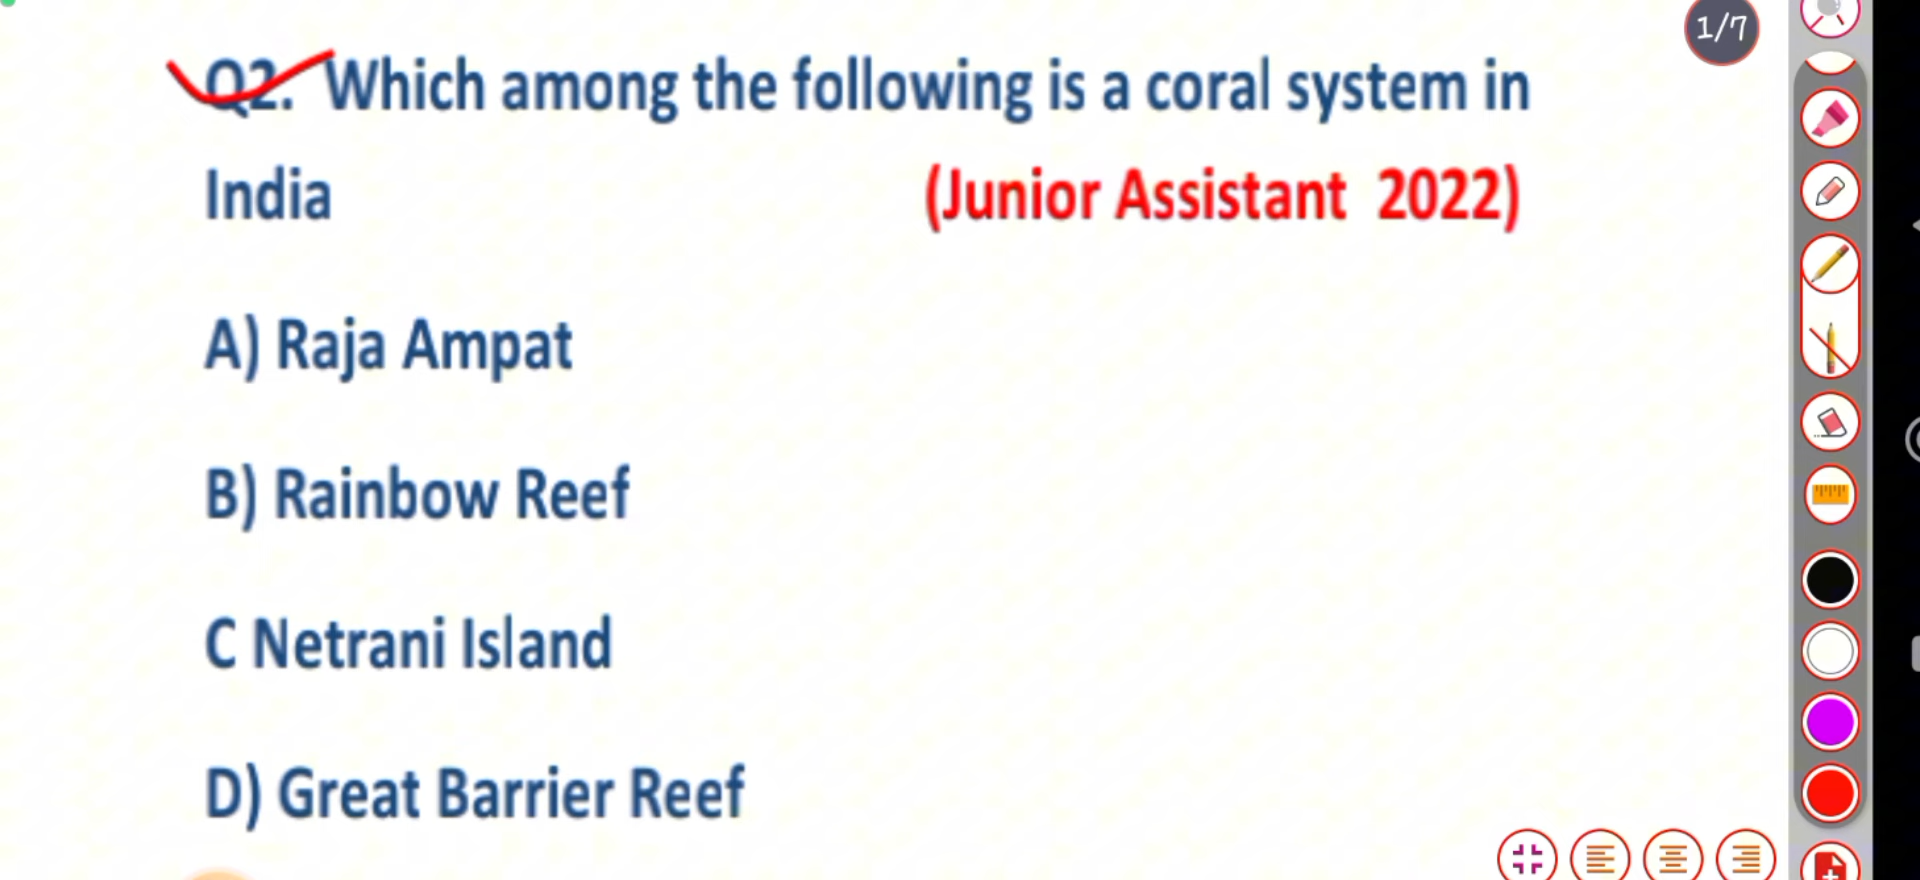 1/7
Q2. Which among the following is a coral system in
India (Junior Assistant 2022)
A) Raja Ampat
B) Rainbow Reef
C Netrani Island
D) Great Barrier Reef